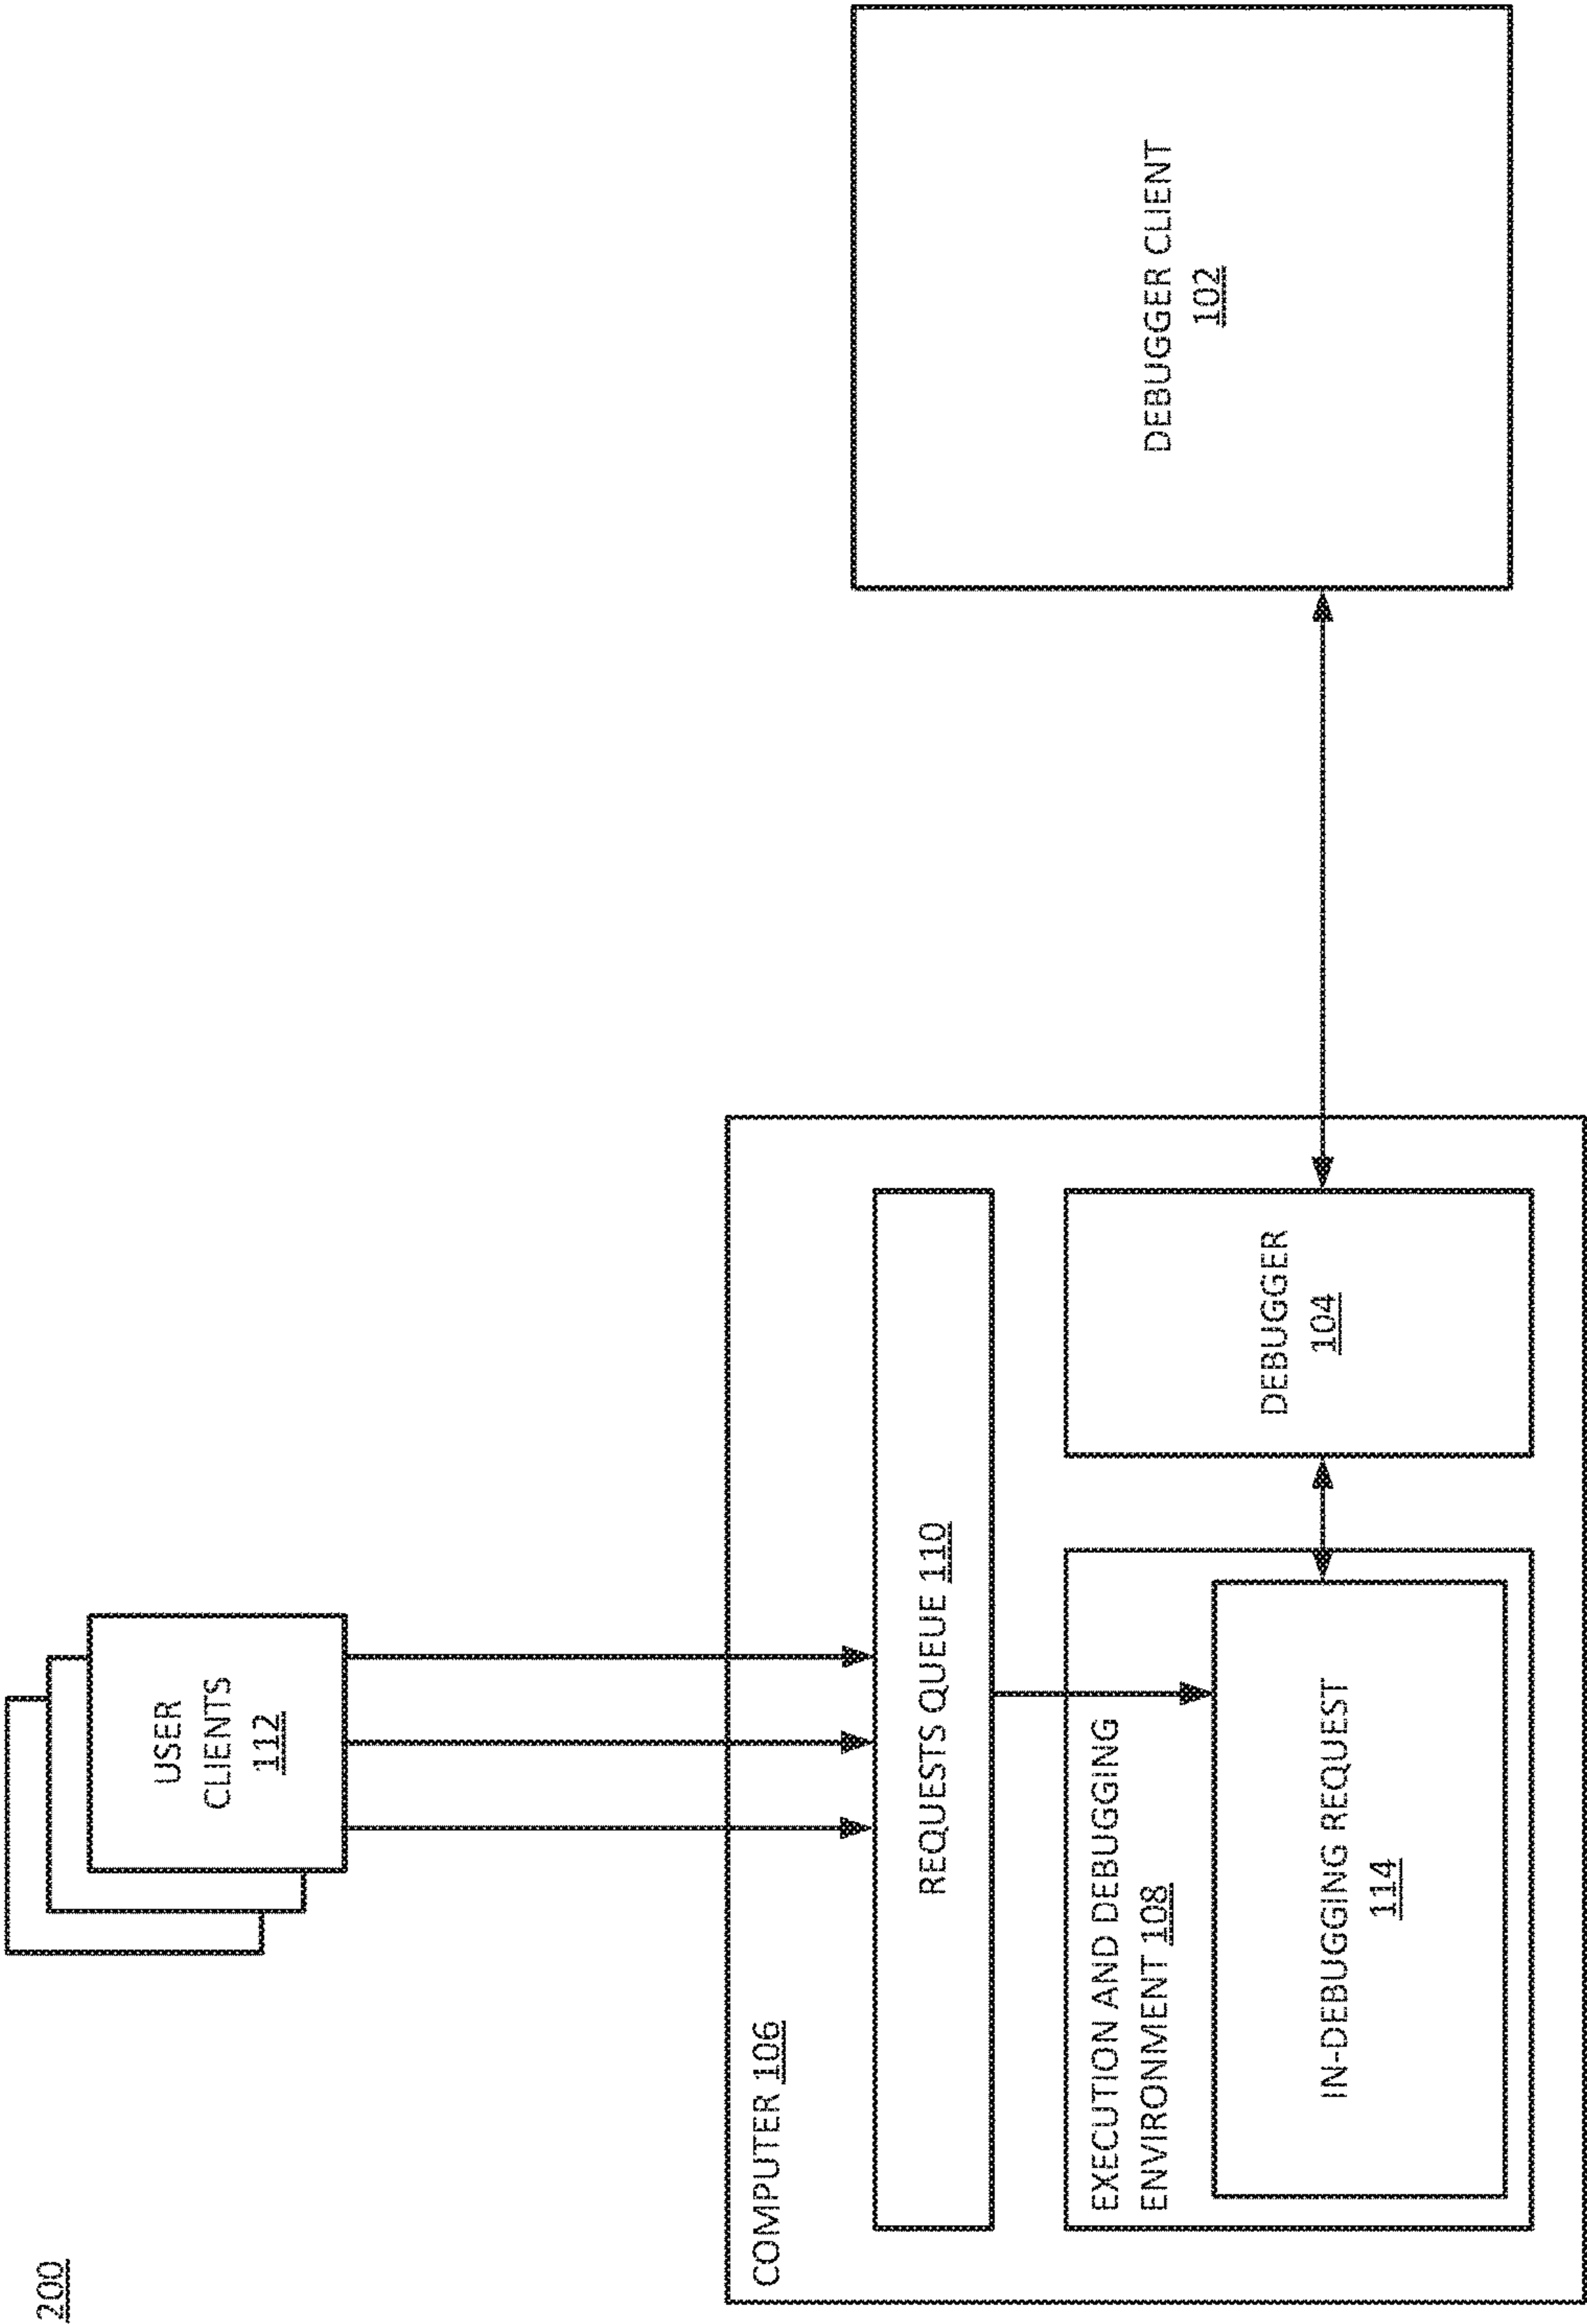 200
USER
CLIENTS
112
COMPUTER 106
REQUESTS QUEUE 110
EXECUTION AND DEBUGGING
ENVIRONMENT 108
IN-DEBUGGING REQUEST
114
DEBUGGER
104
DEBUGGER CLIENT
102